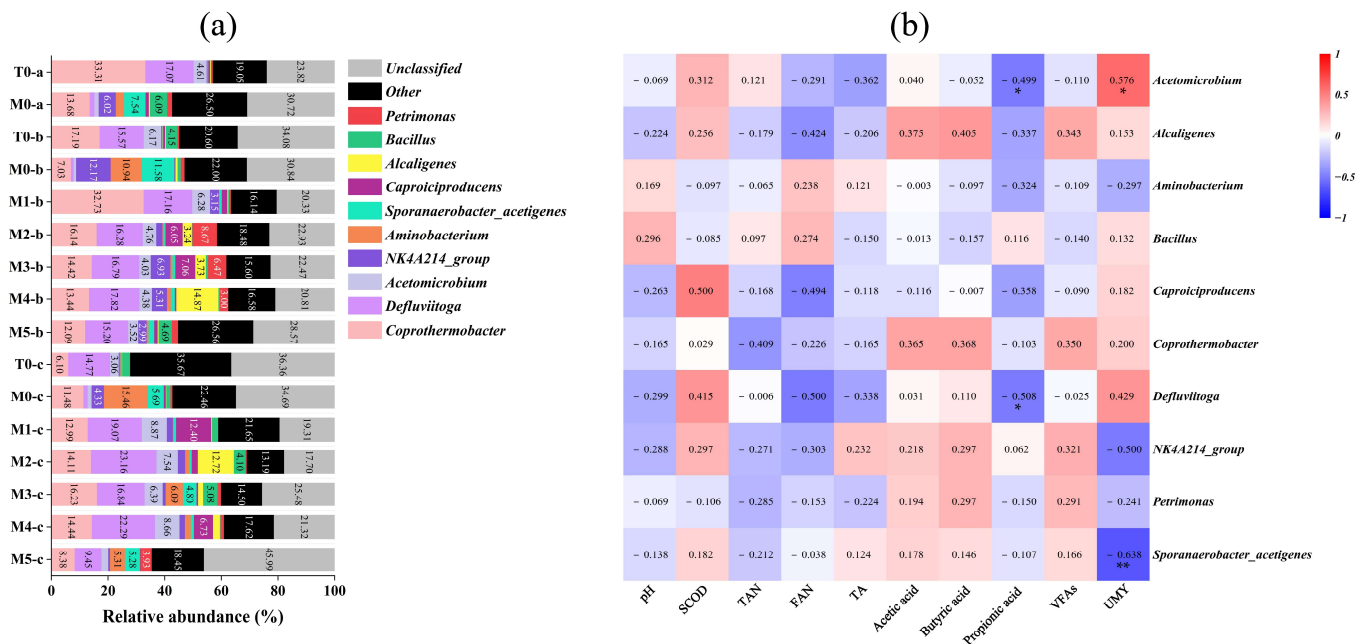 (a)
T0-a 33.31 17.07 4.61 19.05 23.82
M0-a 13.68 6.02 7.54 6.09 26.50 30.72
T0-b 17.19 15.57 6.17 4.15 20.60 34.08
M0-b 7.03 12.17 10.94 11.58 22.00 30.84
M1-b 32.73 17.16 6.28 3.15 16.14 20.33
M2-b 16.14 16.28 4.76 6.05 3.24 8.67 18.48 22.93
M3-b 14.42 16.79 4.03 6.93 7.06 3.73 6.47 15.60 22.47
M4-b 13.44 17.82 4.38 5.31 14.87 3.00 16.58 20.81
M5-b 12.09 15.20 3.52 2.99 4.69 26.56 28.57
T0-c 6.10 14.77 3.06 35.67 36.36
M0-c 11.48 4.33 15.46 5.69 22.46 34.69
M1-c 12.99 19.07 8.87 12.40 21.65 19.31
M2-c 14.11 23.16 7.54 12.72 4.10 13.19 17.70
M3-c 16.23 16.84 6.39 6.09 4.89 5.08 14.50 25.48
M4-c 14.44 22.29 8.66 6.73 17.62 21.32
M5-c 8.38 9.45 5.31 5.28 3.93 18.45 45.99
0 20 40 60 80 100
Relative abundance (%)
Unclassified
Other
Petrimonas
Bacillus
Alcaligenes
Caproiciproducens
Sporanaerobacter_acetigenes
Aminobacterium
NK4A214_group
Acetomicrobium
Defluviitoga
Coprothermobacter
(b)
− 0.069 0.312 0.121 − 0.291 − 0.362 0.040 − 0.052 − 0.499 * − 0.110 0.576 * Acetomicrobium
− 0.224 0.256 − 0.179 − 0.424 − 0.206 0.375 0.405 − 0.337 0.343 0.153 Alcaligenes
0.169 − 0.097 − 0.065 0.238 0.121 − 0.003 − 0.097 − 0.324 − 0.109 − 0.297 Aminobacterium
0.296 − 0.085 0.097 0.274 − 0.150 − 0.013 − 0.157 0.116 − 0.140 0.132 Bacillus
− 0.263 0.500 − 0.168 − 0.494 − 0.118 − 0.116 − 0.007 − 0.358 − 0.090 0.182 Caproiciproducens
− 0.165 0.029 − 0.409 − 0.226 − 0.165 0.365 0.368 − 0.103 0.350 0.200 Coprothermobacter
− 0.299 0.415 − 0.006 − 0.500 − 0.338 0.031 0.110 − 0.508 * − 0.025 0.429 Defluviitoga
− 0.288 0.297 − 0.271 − 0.303 0.232 0.218 0.297 0.062 0.321 − 0.500 NK4A214_group
− 0.069 − 0.106 − 0.285 − 0.153 − 0.224 0.194 0.297 − 0.150 0.291 − 0.241 Petrimonas
− 0.138 0.182 − 0.212 − 0.038 0.124 0.178 0.146 − 0.107 0.166 − 0.638 ** Sporanaerobacter_acetigenes
pH SCOD TAN FAN TA Acetic acid Butyric acid Propionic acid VFAs UMY
1
0.5
0
−0.5
−1